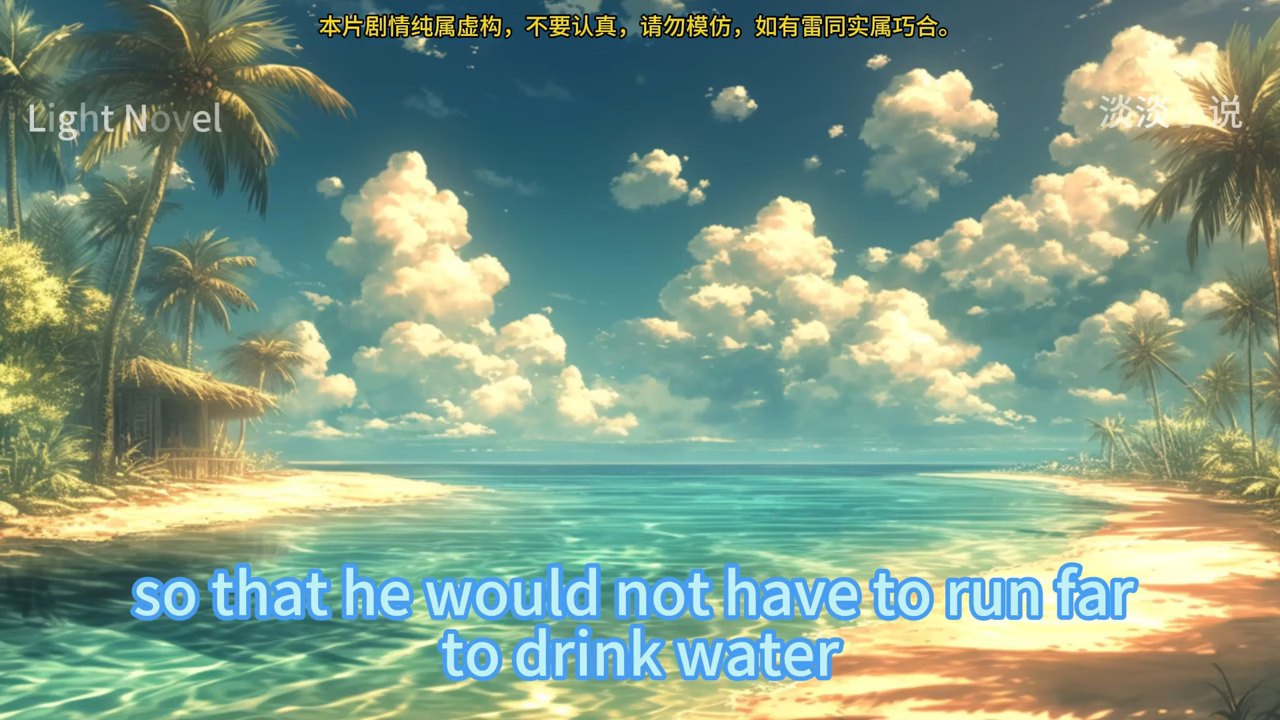 本片剧情纯属虚构，不要认真，请勿模仿，如有雷同实属巧合。
Light Novel
淡淡小说
so that he would not have to run far
to drink water